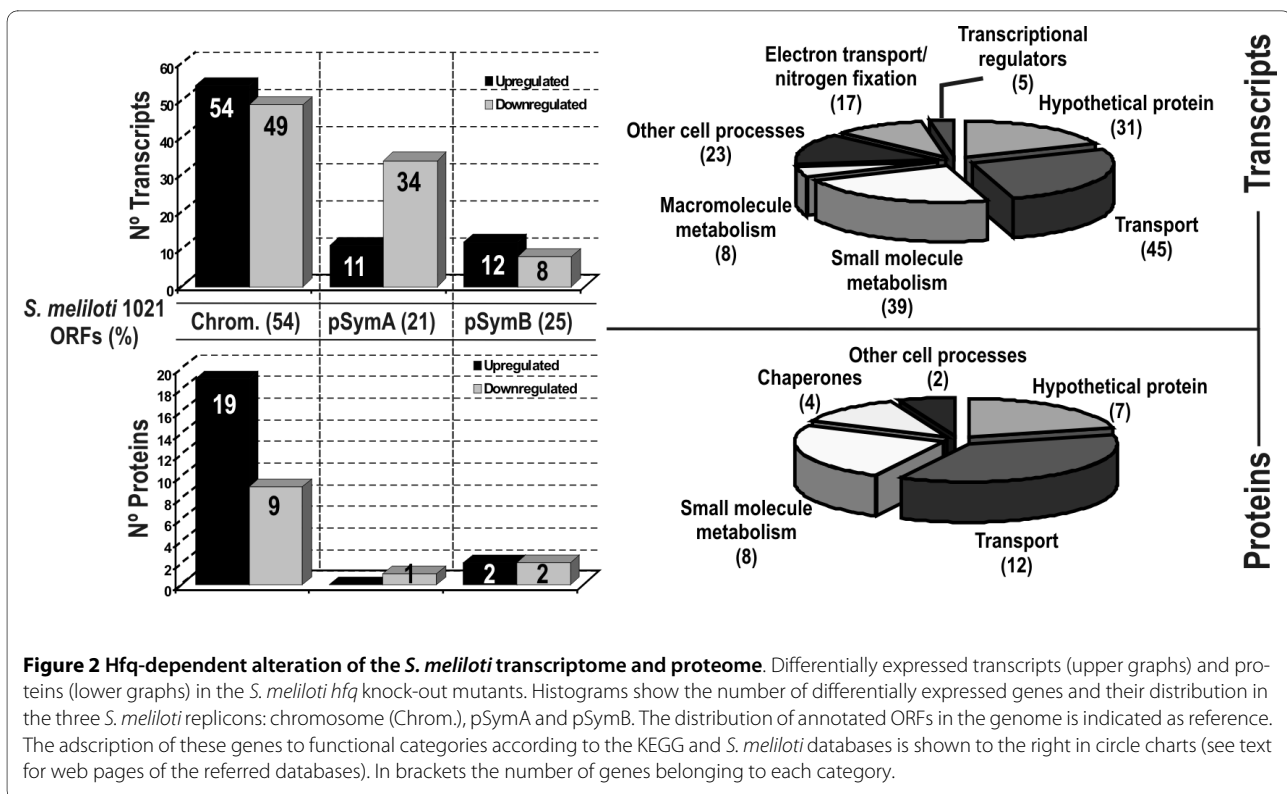 60
50
40
30
20
10
0
Nº Transcripts
Upregulated
Downregulated
54
49
11
34
12
8
S. meliloti 1021
ORFs (%)
Chrom. (54)
pSymA (21)
pSymB (25)
20
18
16
14
12
10
8
6
4
2
0
Nº Proteins
Upregulated
Downregulated
19
9
1
2
2
Electron transport/
nitrogen fixation
(17)
Transcriptional
regulators
(5)
Hypothetical protein
(31)
Other cell processes
(23)
Macromolecule
metabolism
(8)
Small molecule
metabolism
(39)
Transport
(45)
Transcripts
Other cell processes
(2)
Chaperones
(4)
Hypothetical protein
(7)
Small molecule
metabolism
(8)
Transport
(12)
Proteins
Figure 2 Hfq-dependent alteration of the S. meliloti transcriptome and proteome. Differentially expressed transcripts (upper graphs) and pro-
teins (lower graphs) in the S. meliloti hfq knock-out mutants. Histograms show the number of differentially expressed genes and their distribution in
the three S. meliloti replicons: chromosome (Chrom.), pSymA and pSymB. The distribution of annotated ORFs in the genome is indicated as reference.
The adscription of these genes to functional categories according to the KEGG and S. meliloti databases is shown to the right in circle charts (see text
for web pages of the referred databases). In brackets the number of genes belonging to each category.